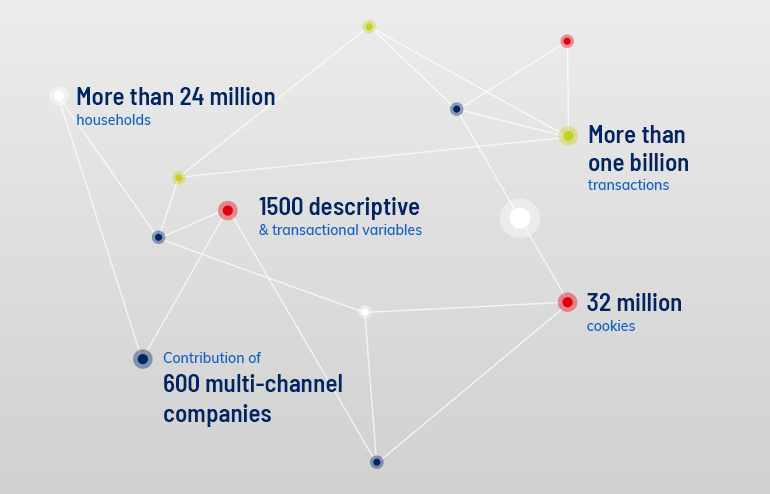 More than 24 million
households
More than
one billion
transactions
1500 descriptive
& transactional variables
32 million
cookies
Contribution of
600 multi-channel
companies